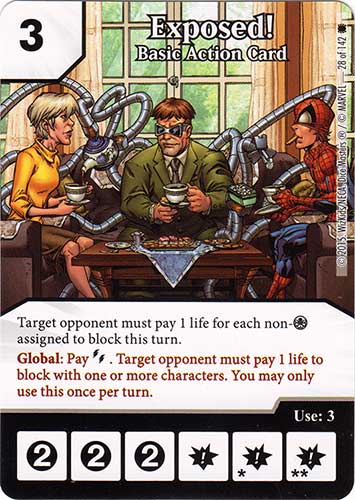 3
Exposed!
Basic Action Card
28 of 142
© 2015 WizKids/NECA, LLC. © MARVEL
Target opponent must pay 1 life for each non-
assigned to block this turn.
Global: Pay . Target opponent must pay 1 life to
block with one or more characters. You may only
use this once per turn.
Use: 3
2 2 2 ! ! !
* **